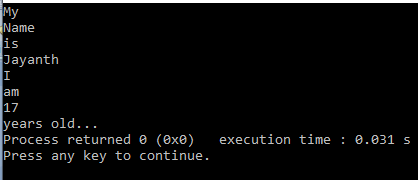 My
Name
is
Jayanth
I
am
17
years old...
Process returned 0 (0x0)   execution time : 0.031 s
Press any key to continue.